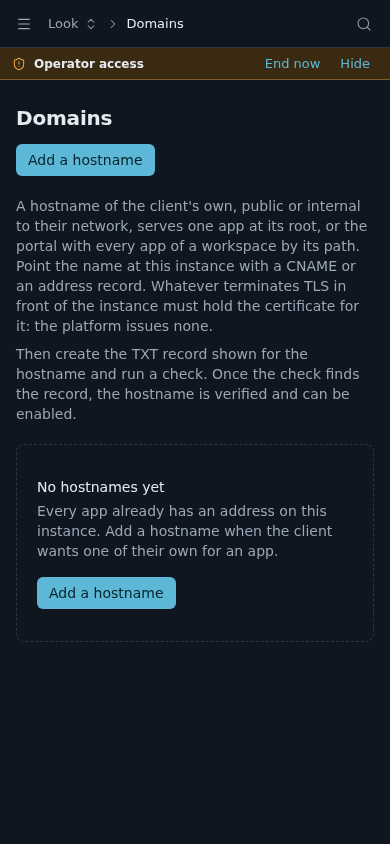 Look Domains
Operator access End now Hide
Domains
Add a hostname
A hostname of the client's own, public or internal
to their network, serves one app at its root, or the
portal with every app of a workspace by its path.
Point the name at this instance with a CNAME or
an address record. Whatever terminates TLS in
front of the instance must hold the certificate for
it: the platform issues none.
Then create the TXT record shown for the
hostname and run a check. Once the check finds
the record, the hostname is verified and can be
enabled.
No hostnames yet
Every app already has an address on this
instance. Add a hostname when the client
wants one of their own for an app.
Add a hostname